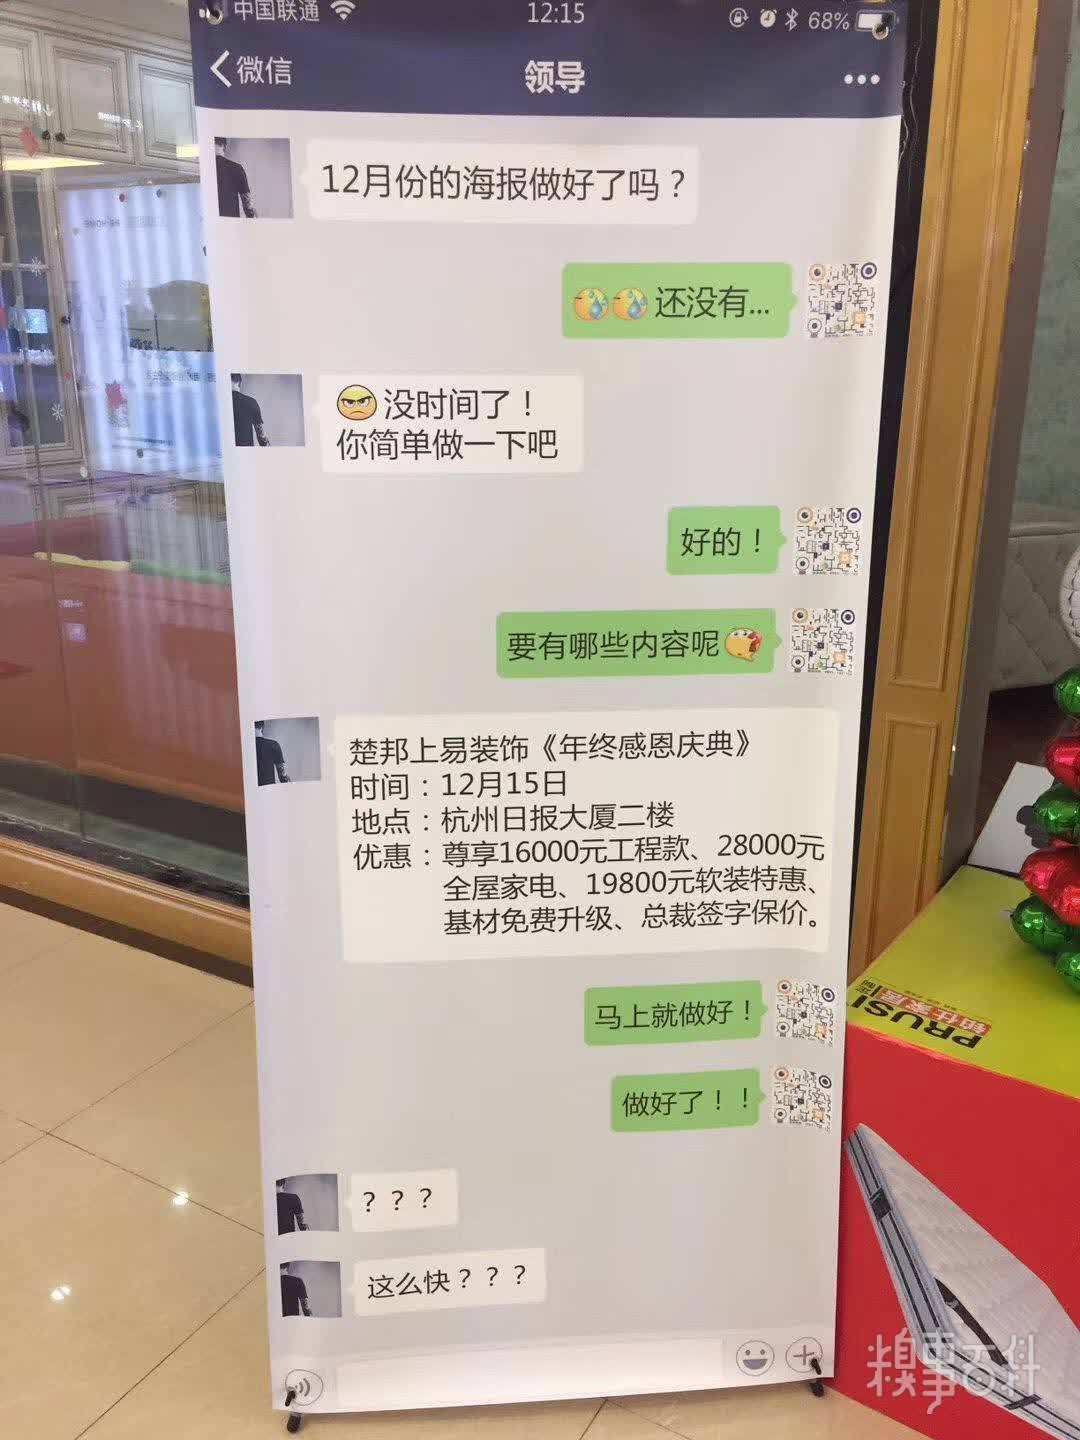 中国联通
12:15
68%
微信
领导
12月份的海报做好了吗？
还没有...
没时间了！
你简单做一下吧
好的！
要有哪些内容呢
楚邦上易装饰《年终感恩庆典》
时间：12月15日
地点：杭州日报大厦二楼
优惠：尊享16000元工程款、28000元
全屋家电、19800元软装特惠、
基材免费升级、总裁签字保价。
马上就做好！
做好了！！
？？？
这么快？？？
PRUSI
铂仕家居
糗事百科